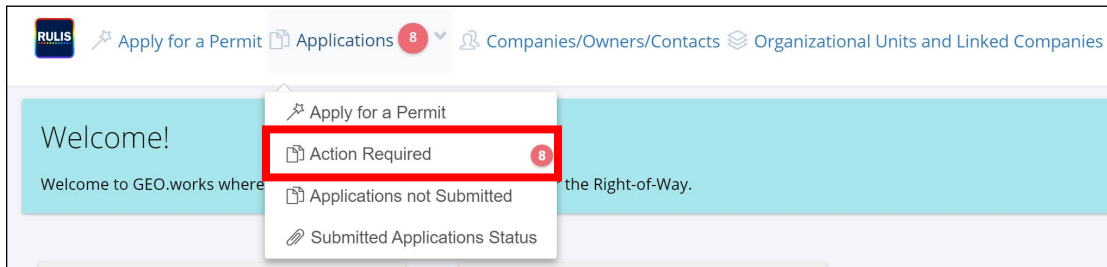 RULIS Apply for a Permit Applications 8 Companies/Owners/Contacts Organizational Units and Linked Companies
Apply for a Permit
Welcome!
Action Required 8
Welcome to GEO.works where the Right-of-Way.
Applications not Submitted
Submitted Applications Status